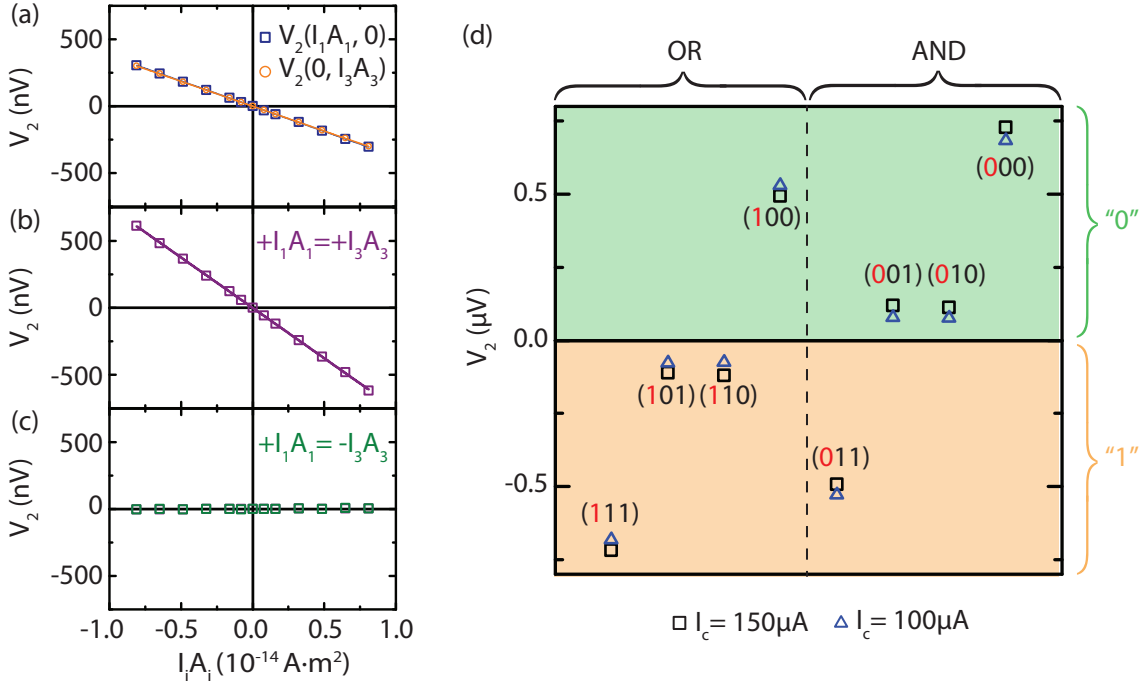 (a)
500
0
-500
V₂ (nV)
V₂(I₁A₁, 0)
V₂(0, I₃A₃)
(b)
500
0
-500
V₂ (nV)
+I₁A₁=+I₃A₃
(c)
500
0
-500
V₂ (nV)
+I₁A₁= -I₃A₃
-1.0 -0.5 0.0 0.5 1.0
IᵢAᵢ (10⁻¹⁴ A·m²)
(d)
OR AND
0.5
0.0
-0.5
V₂ (μV)
(000)
(100)
(001) (010)
(101) (110)
(011)
(111)
“0”
“1”
I꜀= 150μA I꜀= 100μA